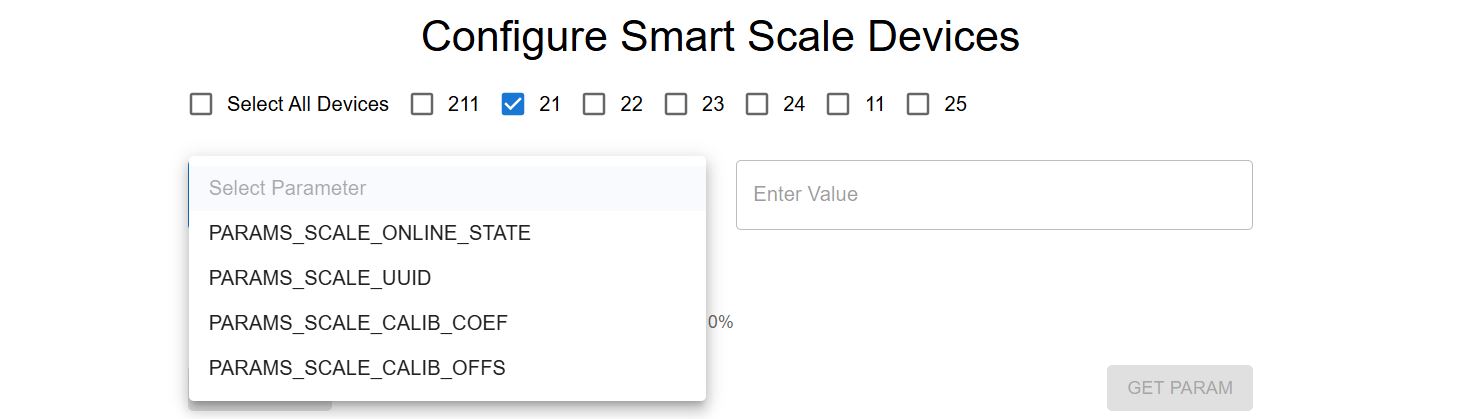 Configure Smart Scale Devices
Select All Devices 211 21 22 23 24 11 25
Select Parameter
Enter Value
PARAMS_SCALE_ONLINE_STATE
PARAMS_SCALE_UUID
PARAMS_SCALE_CALIB_COEF
0%
PARAMS_SCALE_CALIB_OFFS
GET PARAM